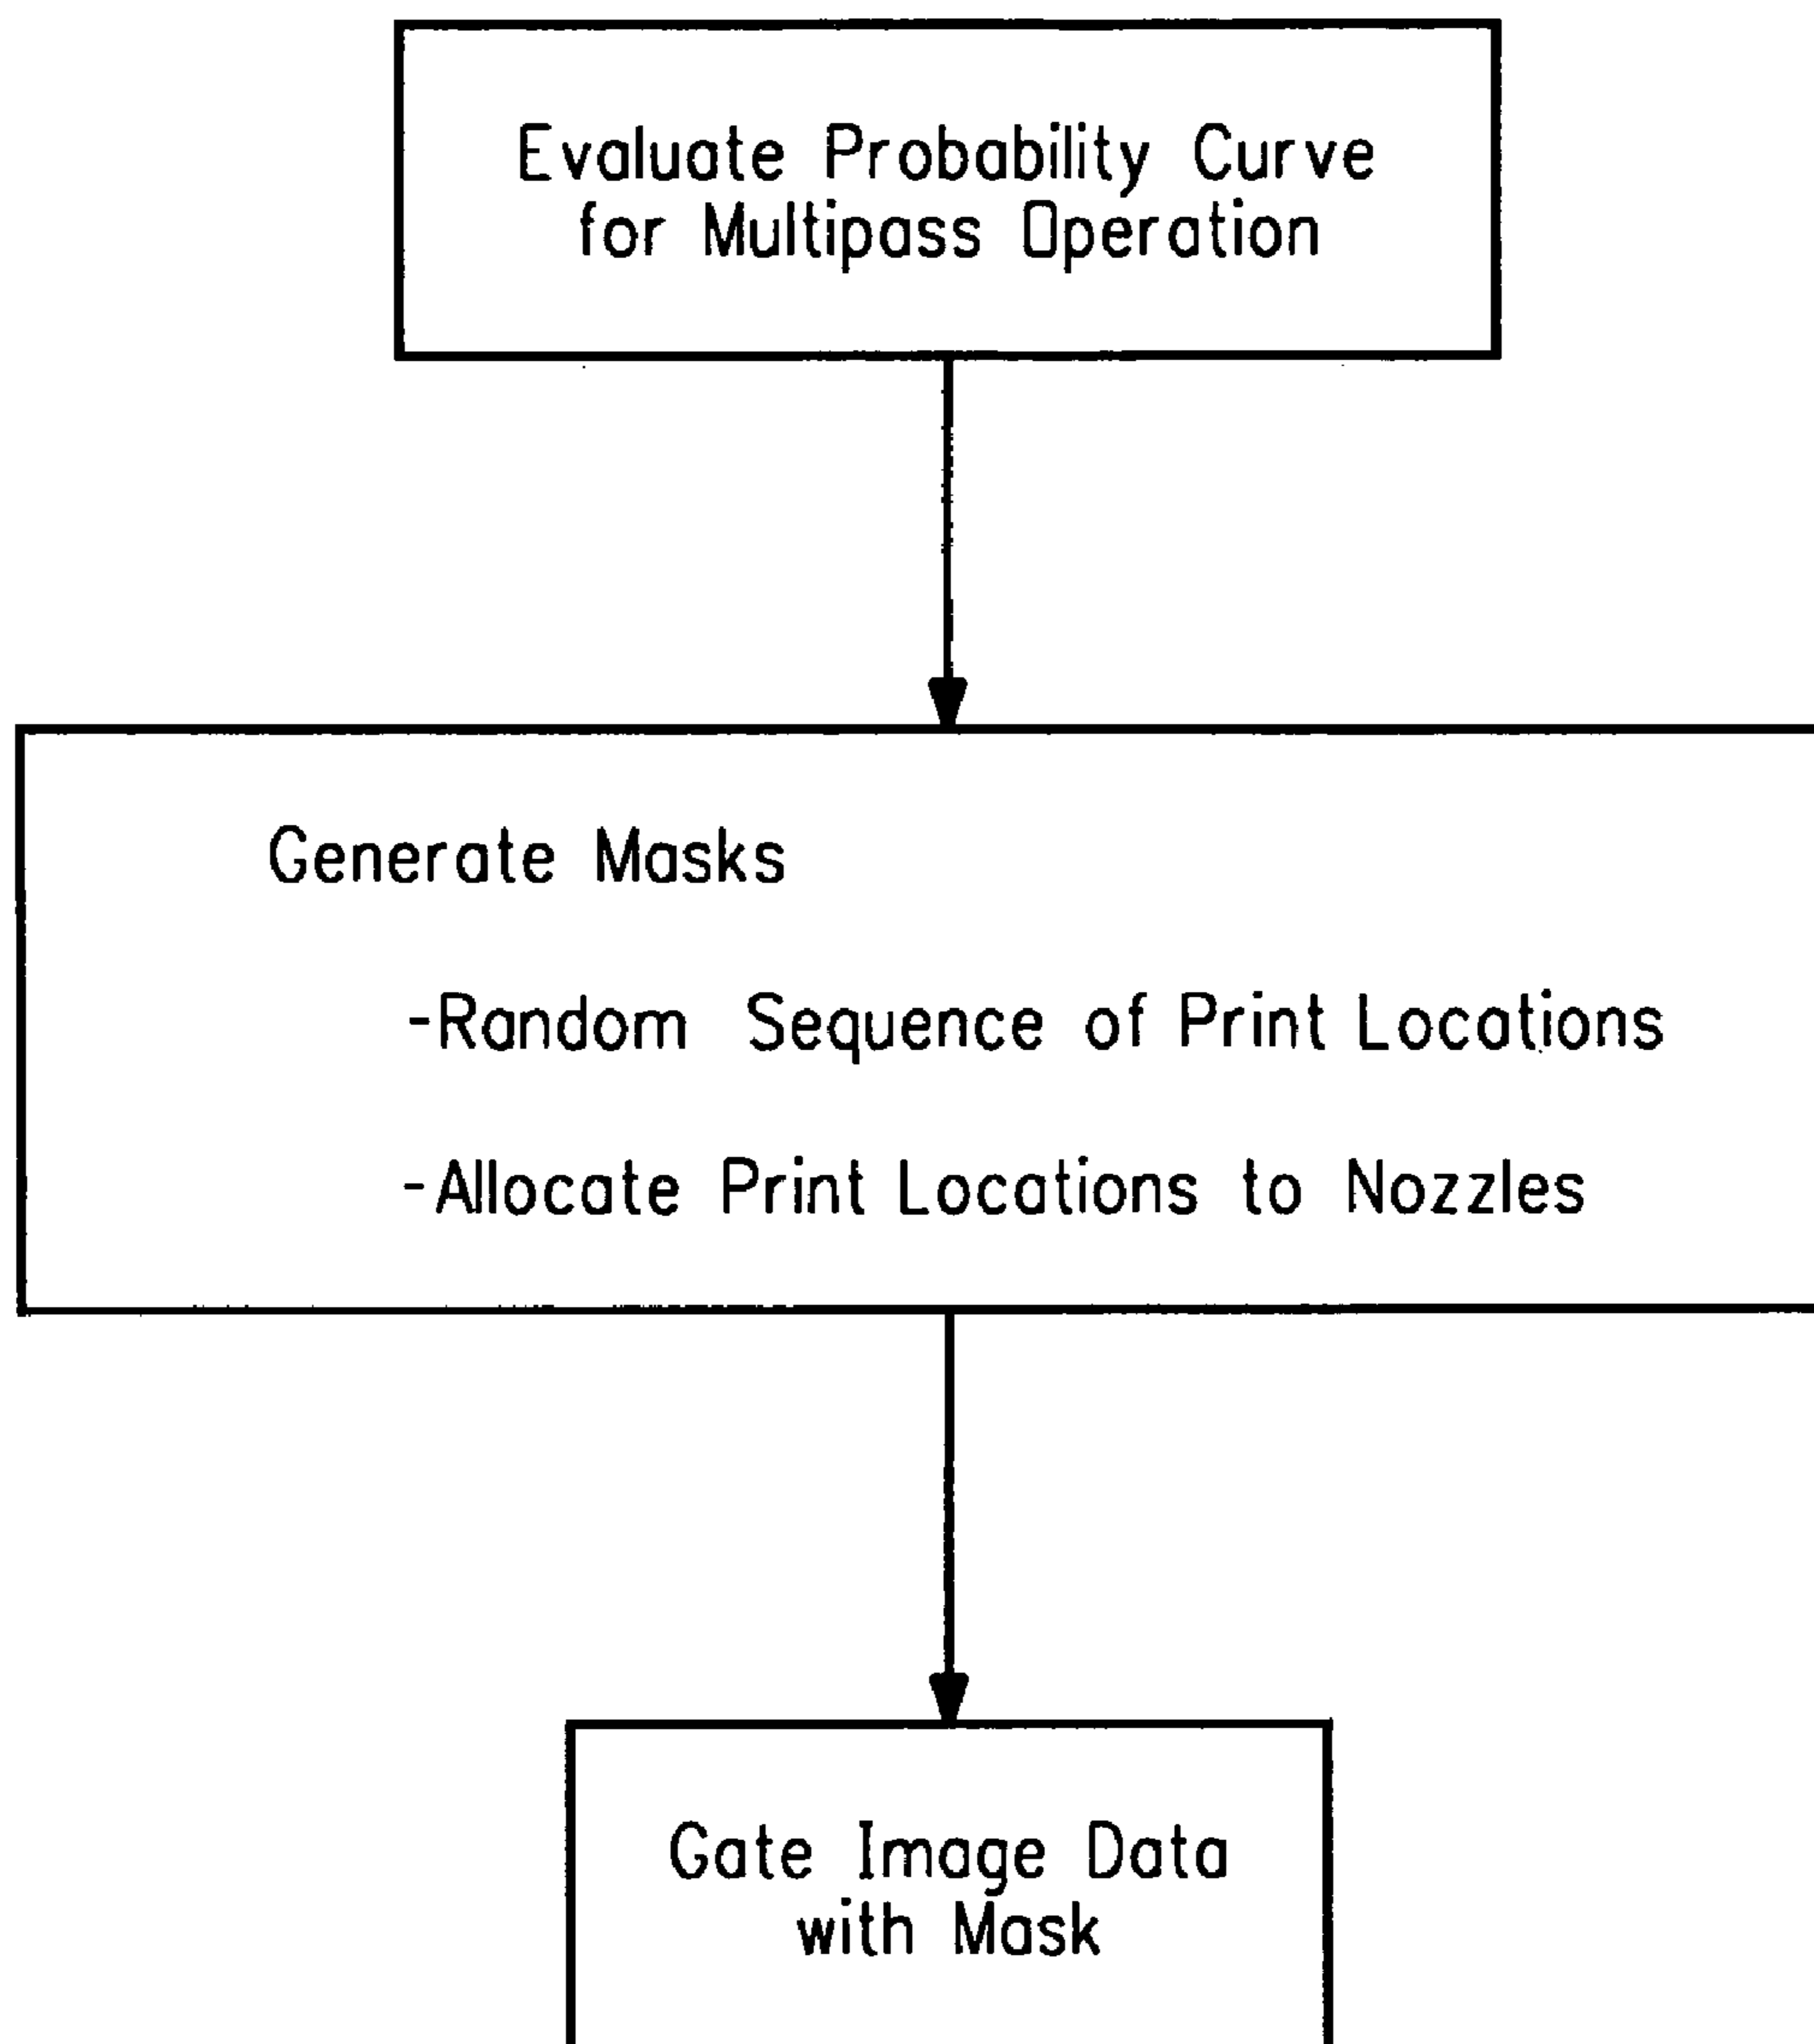 Evaluate Probability Curve
for Multipass Operation
Generate Masks
-Random Sequence of Print Locations
-Allocate Print Locations to Nozzles
Gate Image Data
with Mask